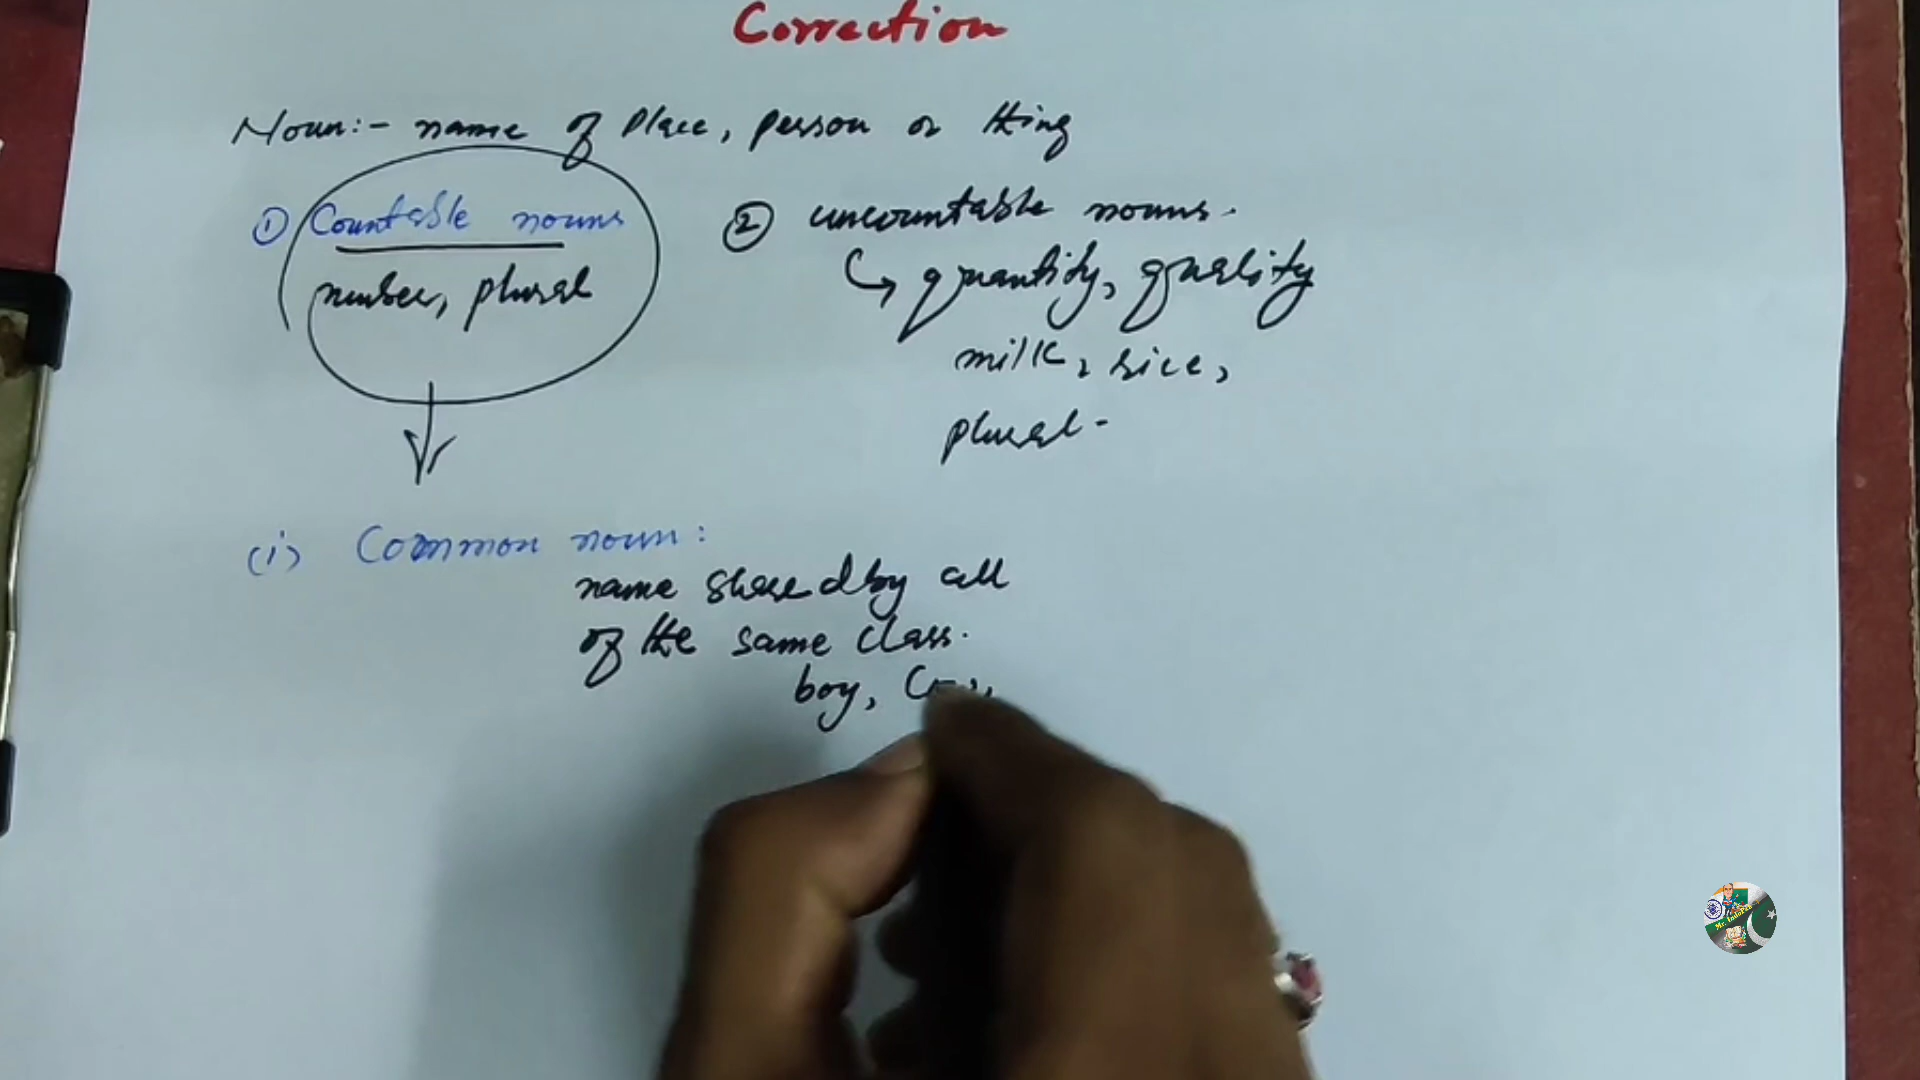 Correction
Noun:- name of place, person or thing
① Countable nouns
number, plural
② uncountable nouns.
↳ quantity, quality
milk, rice,
plural -
(i) Common noun:
name shared by all
of the same class.
boy,